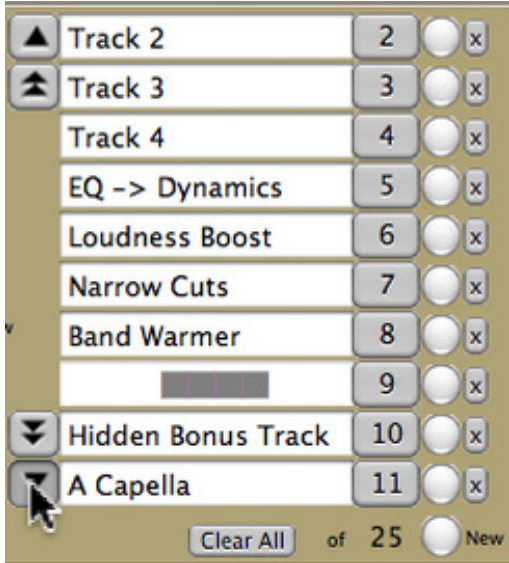 Track 2 2 x
Track 3 3 x
Track 4 4 x
EQ -> Dynamics 5 x
Loudness Boost 6 x
Narrow Cuts 7 x
Band Warmer 8 x
9 x
Hidden Bonus Track 10 x
A Capella 11 x
Clear All of 25 New